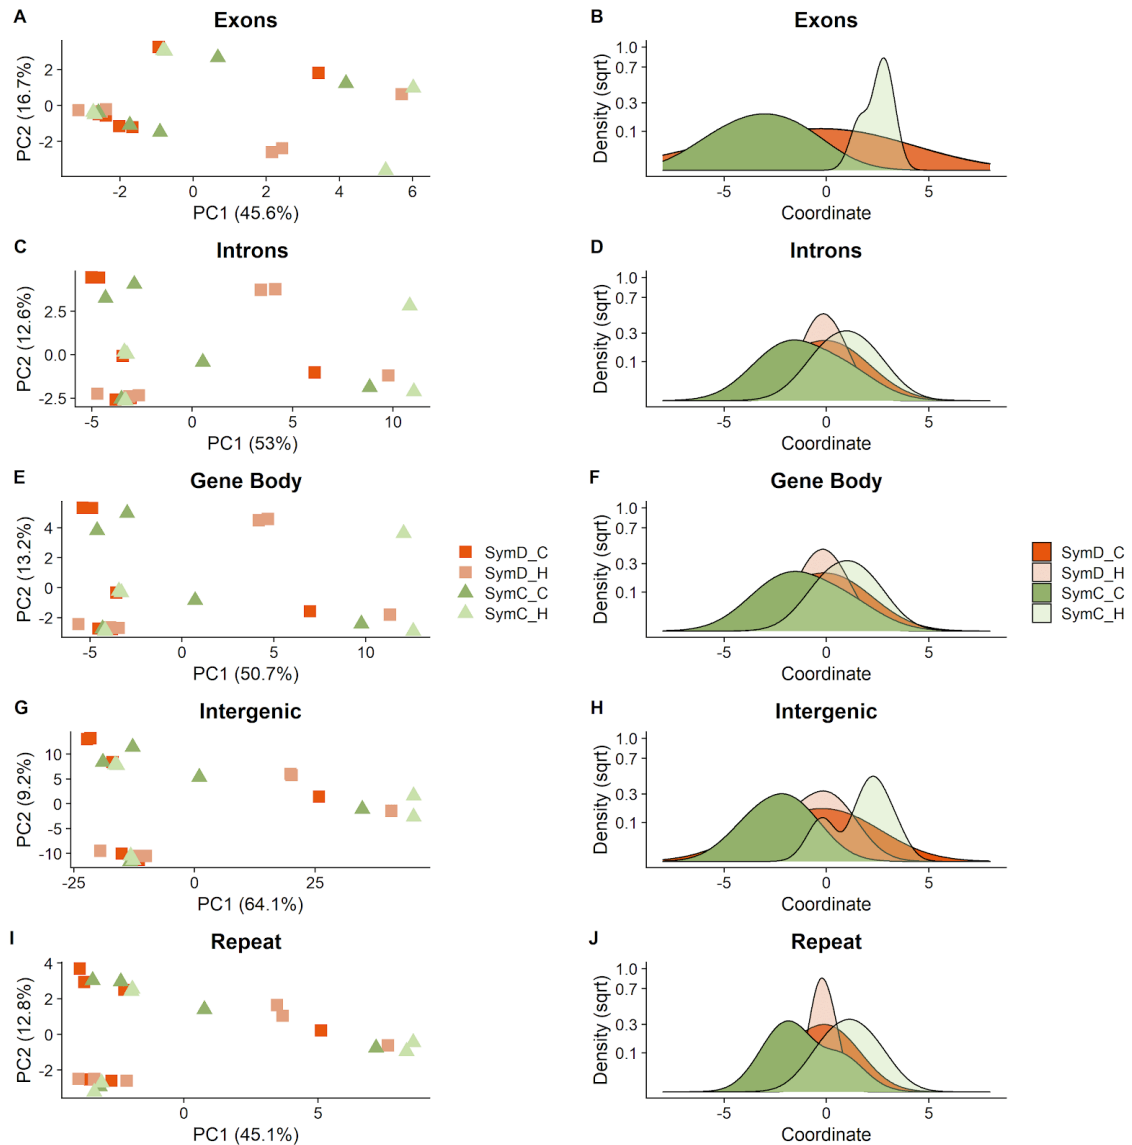 A
Exons
PC2 (16.7%)
2
0
-2
-2
0
2
4
6
PC1 (45.6%)
B
Exons
Density (sqrt)
1.0
0.7
0.3
0.1
-5
0
5
Coordinate
C
Introns
PC2 (12.6%)
2.5
0.0
-2.5
-5
0
5
10
PC1 (53%)
D
Introns
Density (sqrt)
1.0
0.7
0.3
0.1
-5
0
5
Coordinate
E
Gene Body
PC2 (13.2%)
4
2
0
-2
-5
0
5
10
PC1 (50.7%)
SymD_C
SymD_H
SymC_C
SymC_H
F
Gene Body
Density (sqrt)
1.0
0.7
0.3
0.1
-5
0
5
Coordinate
SymD_C
SymD_H
SymC_C
SymC_H
G
Intergenic
PC2 (9.2%)
10
5
0
-5
-10
-25
0
25
PC1 (64.1%)
H
Intergenic
Density (sqrt)
1.0
0.7
0.3
0.1
-5
0
5
Coordinate
I
Repeat
PC2 (12.8%)
4
2
0
-2
0
5
PC1 (45.1%)
J
Repeat
Density (sqrt)
1.0
0.7
0.3
0.1
-5
0
5
Coordinate